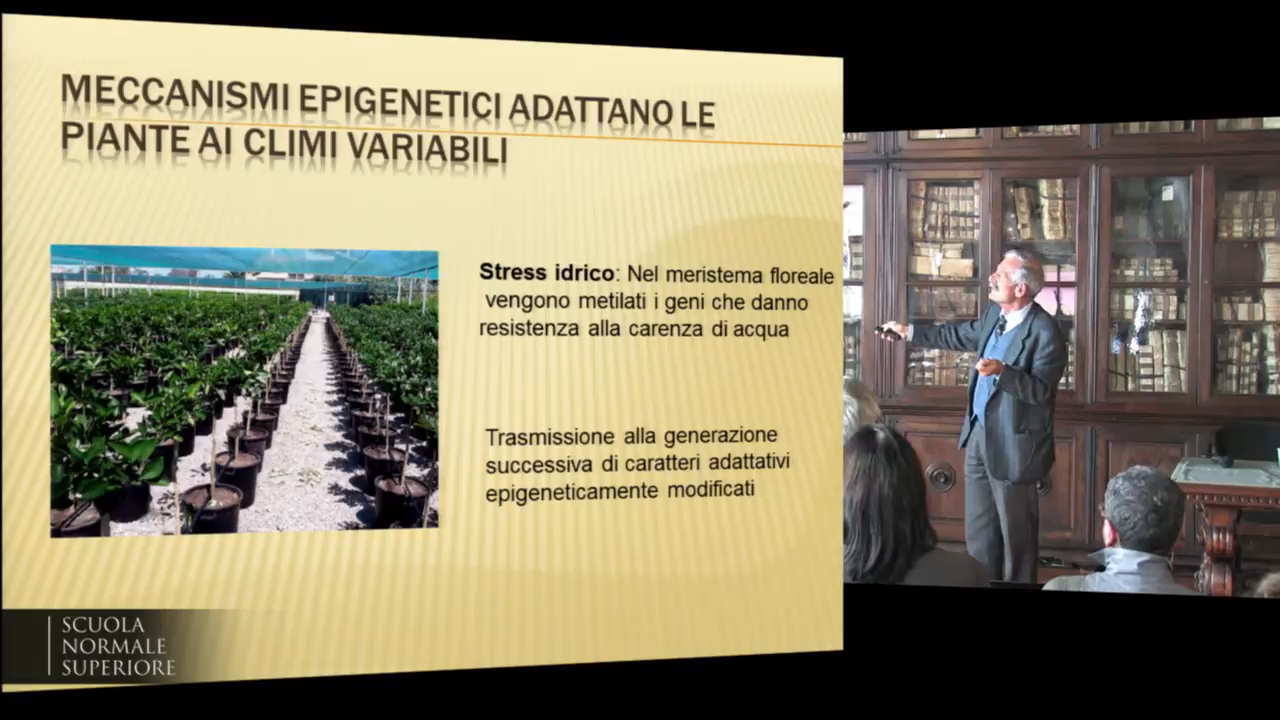 MECCANISMI EPIGENETICI ADATTANO LE
PIANTE AI CLIMI VARIABILI
Stress idrico: Nel meristema floreale
vengono metilati i geni che danno
resistenza alla carenza di acqua
Trasmissione alla generazione
successiva di caratteri adattativi
epigeneticamente modificati
SCUOLA
NORMALE
SUPERIORE